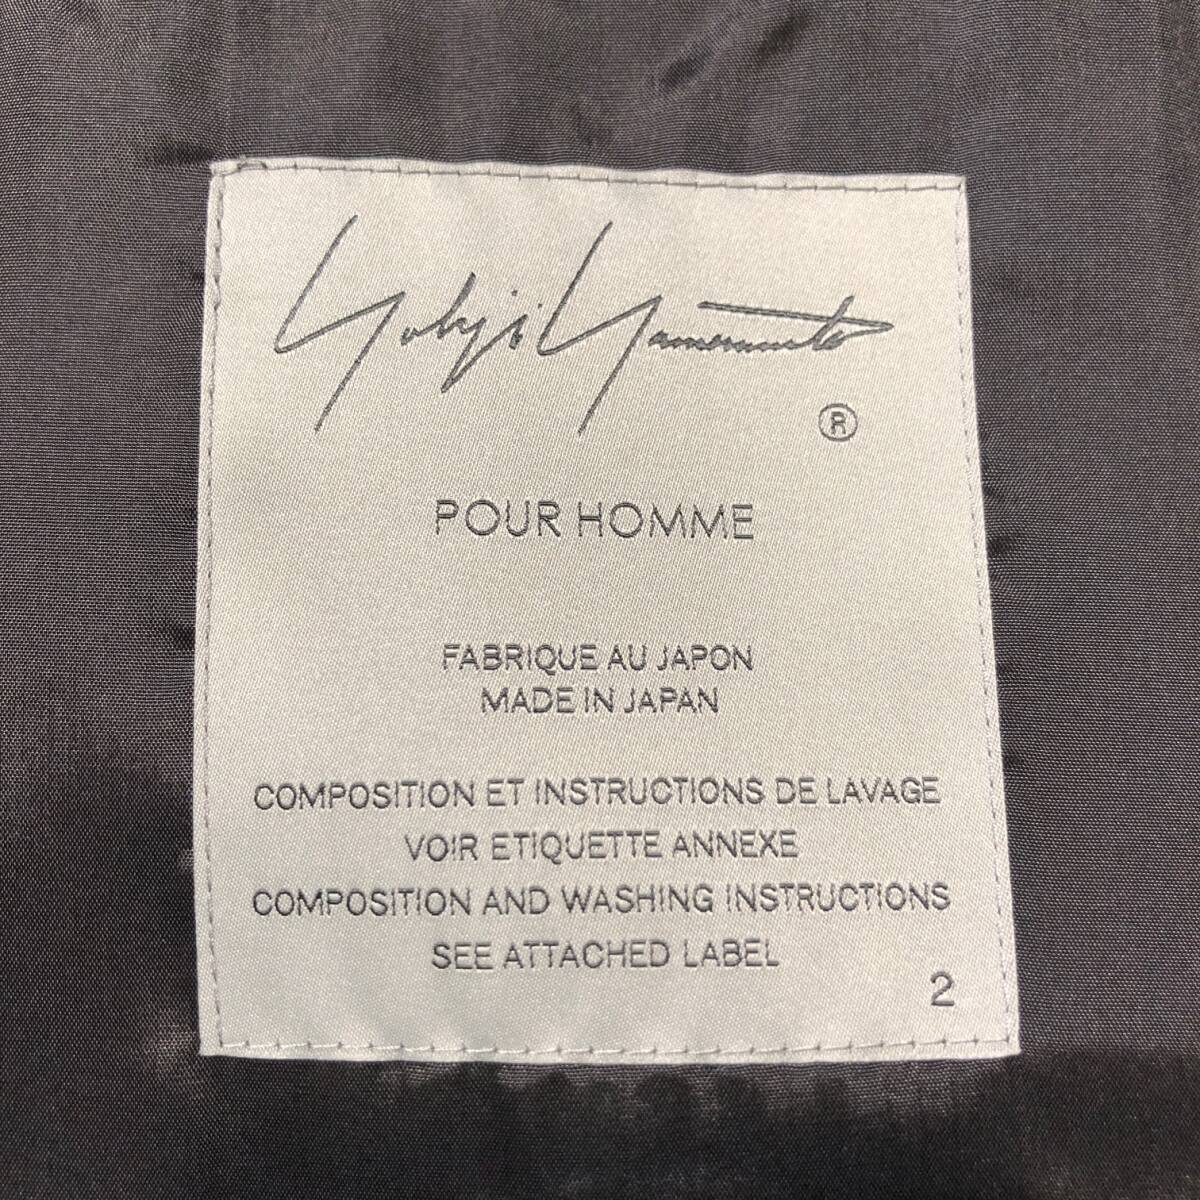 Yohji Yamamoto
®
POUR HOMME
FABRIQUE AU JAPON
MADE IN JAPAN
COMPOSITION ET INSTRUCTIONS DE LAVAGE
VOIR ETIQUETTE ANNEXE
COMPOSITION AND WASHING INSTRUCTIONS
SEE ATTACHED LABEL
2